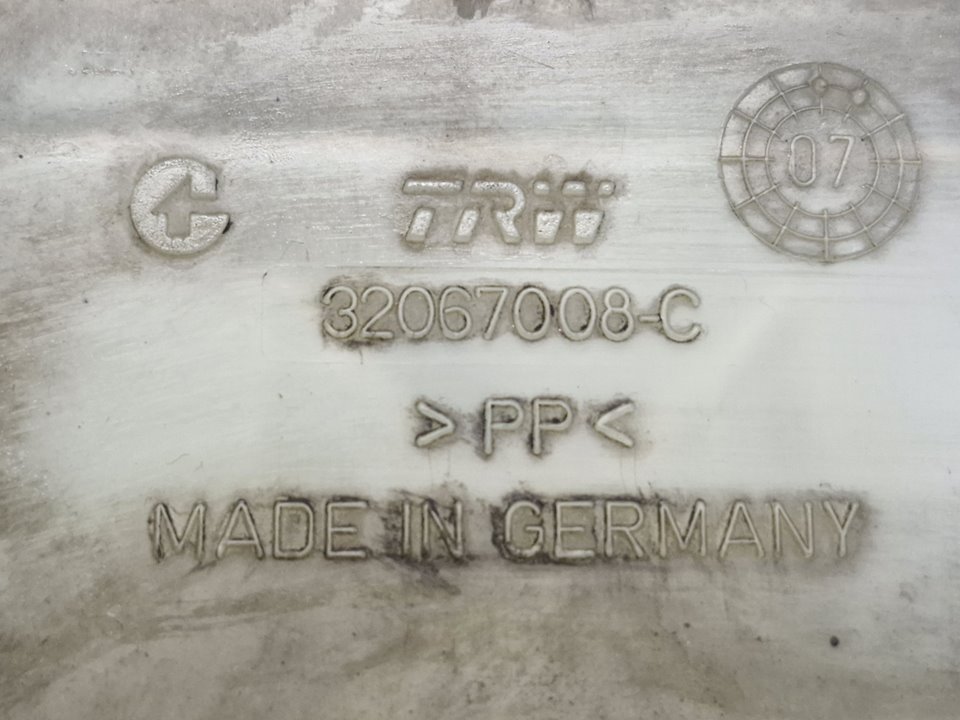 TRW
07
32067008-C
>PP<
MADE IN GERMANY